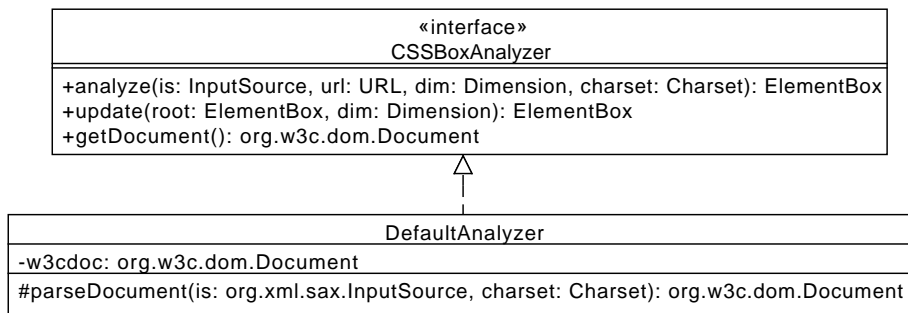 «interface»
CSSBoxAnalyzer
+analyze(is: InputSource, url: URL, dim: Dimension, charset: Charset): ElementBox
+update(root: ElementBox, dim: Dimension): ElementBox
+getDocument(): org.w3c.dom.Document
DefaultAnalyzer
-w3cdoc: org.w3c.dom.Document
#parseDocument(is: org.xml.sax.InputSource, charset: Charset): org.w3c.dom.Document